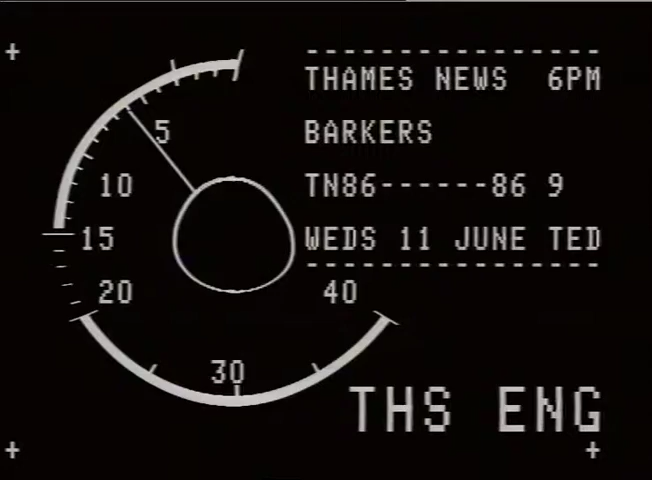 ----------------
THAMES NEWS 6PM
BARKERS
TN86------86 9
WEDS 11 JUNE TED
----------------
5
10
15
20
30
40
THS ENG